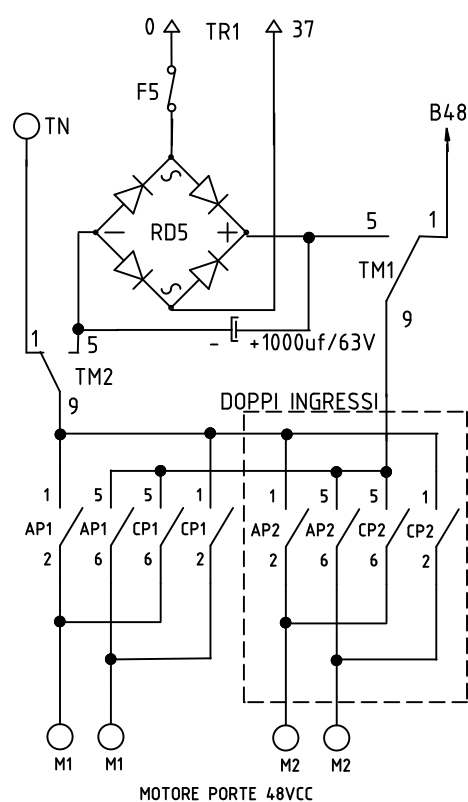 0 TR1 37
F5
TN B48
RD5
− + 5 1
TM1
9
1 5 − +1000uf/63V
TM2
9
DOPPI INGRESSI
1 5 5 1 1 5 5 1
AP1 AP1 CP1 CP1 AP2 AP2 CP2 CP2
2 6 6 2 2 6 6 2
M1 M1 M2 M2
MOTORE PORTE 48VCC